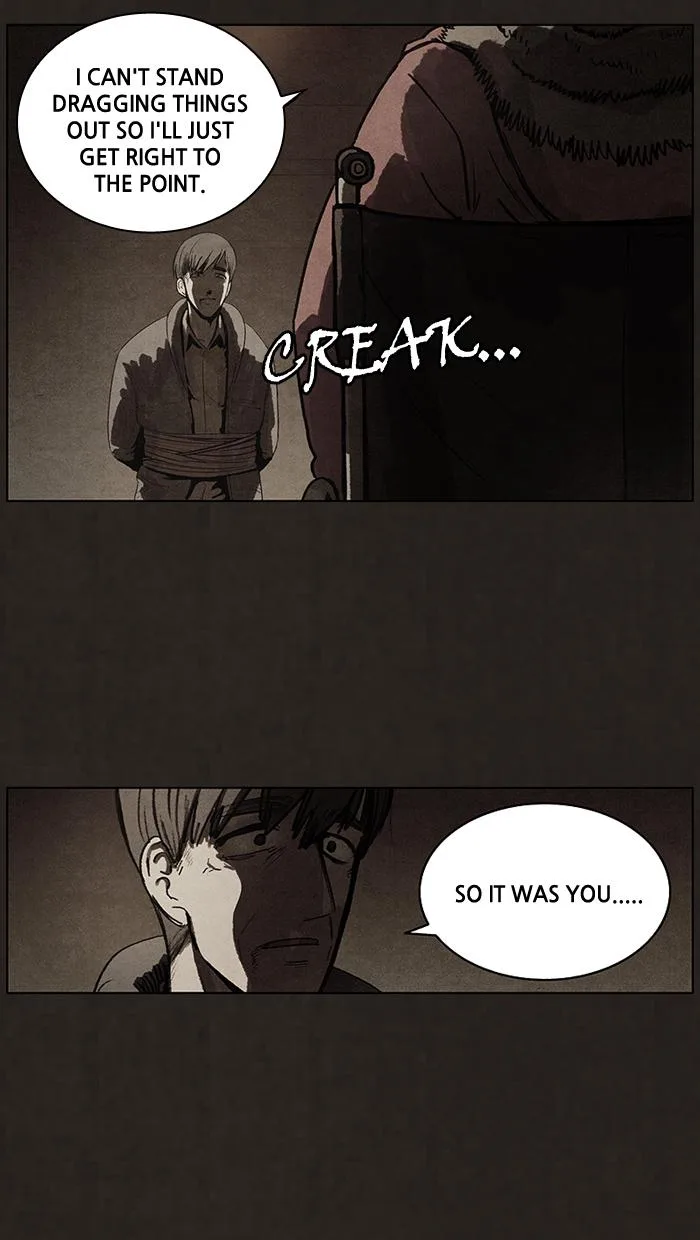 I CAN'T STAND
DRAGGING THINGS
OUT SO I'LL JUST
GET RIGHT TO
THE POINT.
CREAK...
SO IT WAS YOU.....